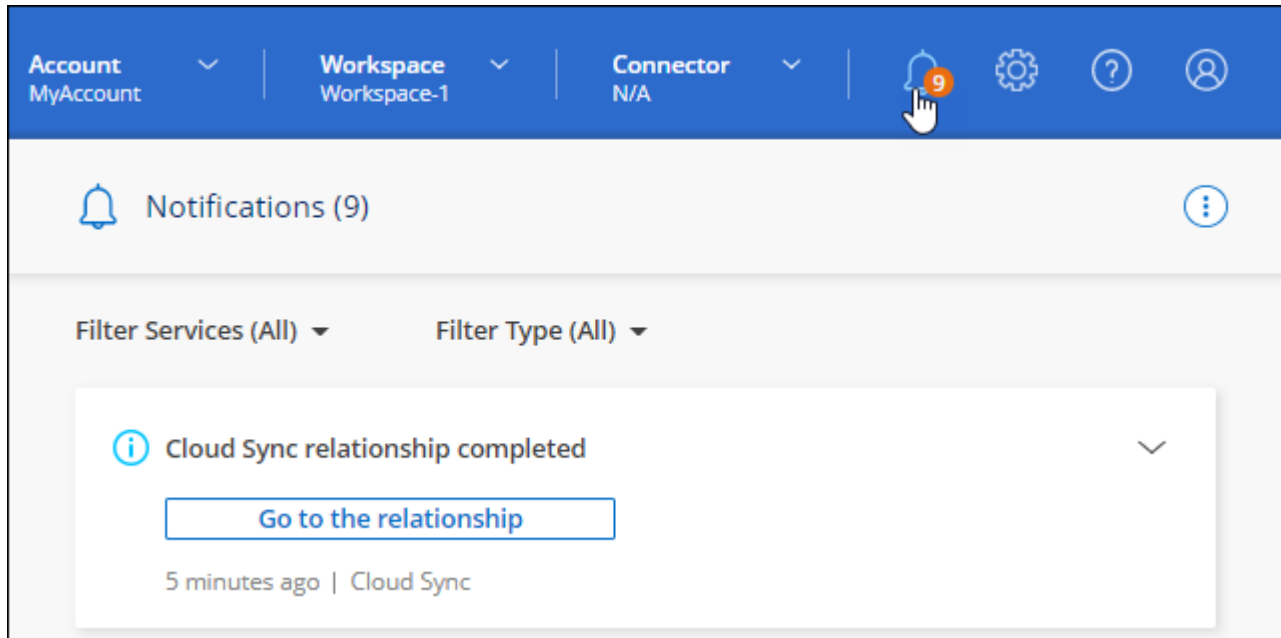 Account
MyAccount
Workspace
Workspace-1
Connector
N/A
9
Notifications (9)
Filter Services (All)
Filter Type (All)
Cloud Sync relationship completed
Go to the relationship
5 minutes ago | Cloud Sync